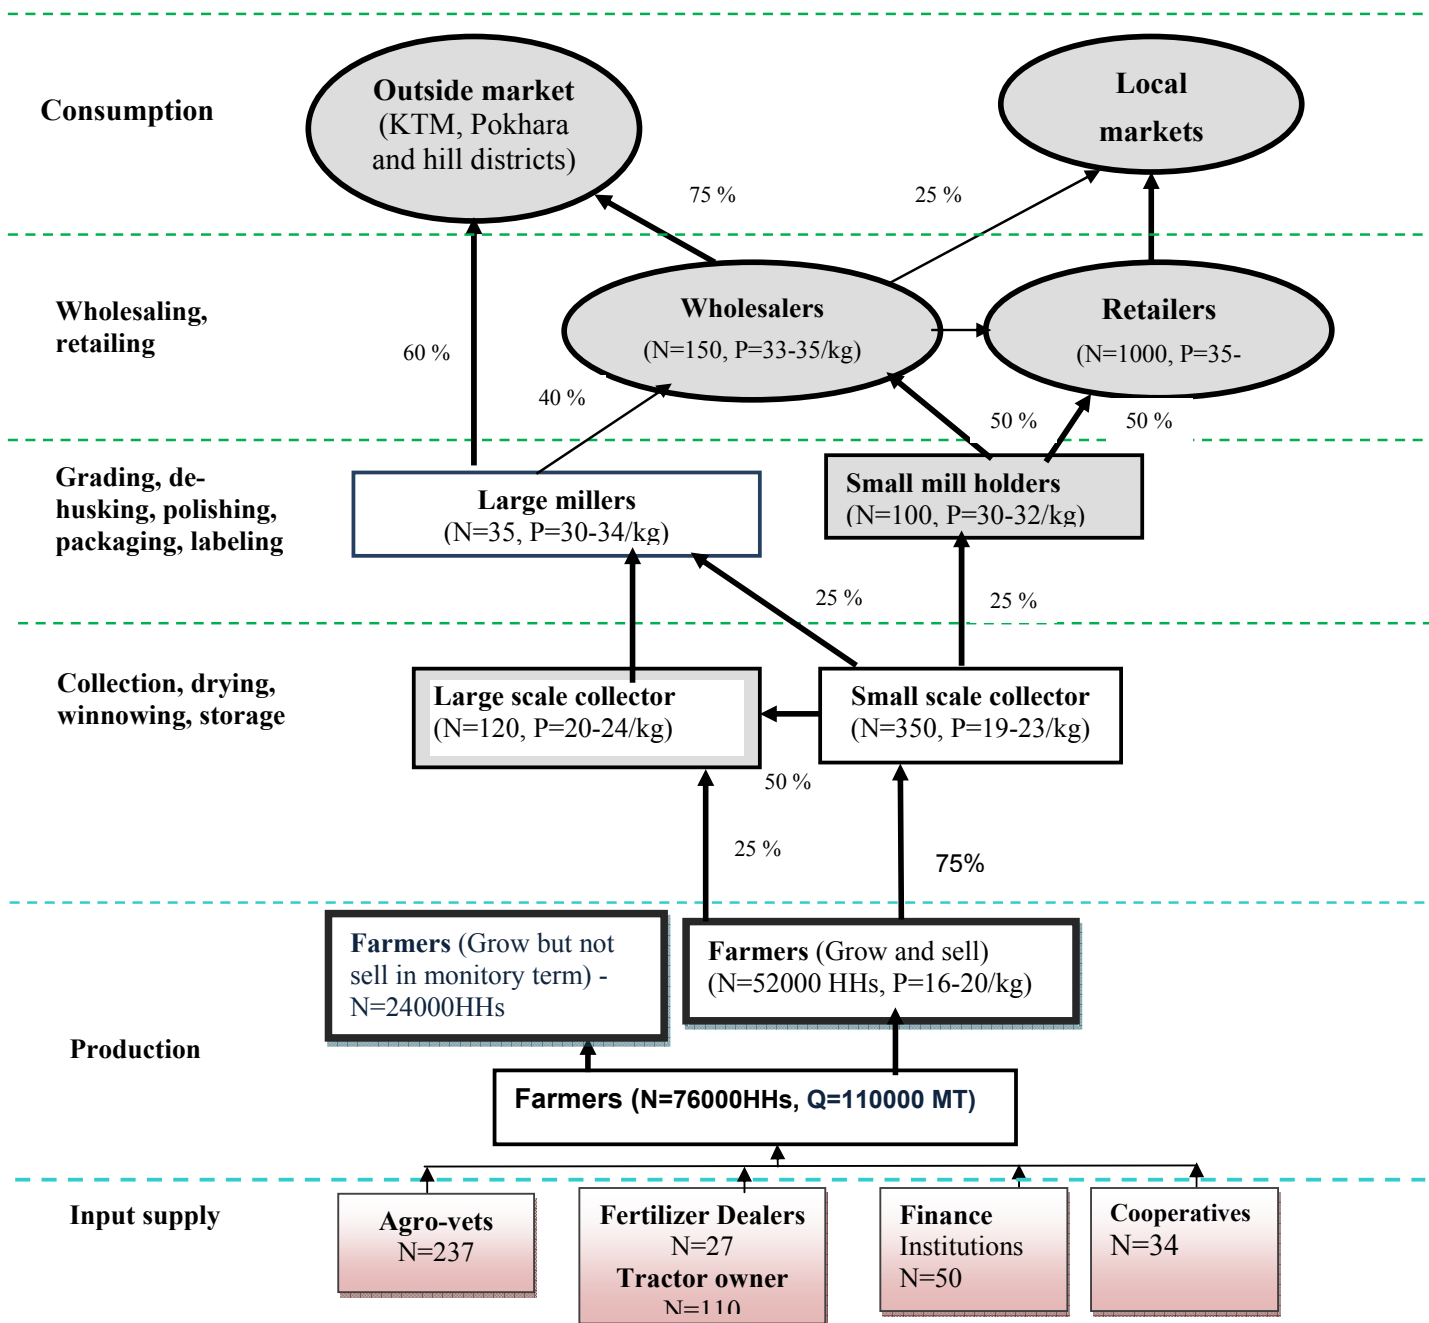 Consumption
Outside market
(KTM, Pokhara
and hill districts)
Local
markets
75 %
25 %
Wholesaling,
retailing
60 %
Wholesalers
(N=150, P=33-35/kg)
Retailers
(N=1000, P=35-
40 %
50 %
50 %
Grading, de-
husking, polishing,
packaging, labeling
Large millers
(N=35, P=30-34/kg)
Small mill holders
(N=100, P=30-32/kg)
25 %
25 %
Collection, drying,
winnowing, storage
Large scale collector
(N=120, P=20-24/kg)
Small scale collector
(N=350, P=19-23/kg)
50 %
25 %
75%
Production
Farmers (Grow but not
sell in monitory term) -
N=24000HHs
Farmers (Grow and sell)
(N=52000 HHs, P=16-20/kg)
Farmers (N=76000HHs, Q=110000 MT)
Input supply
Agro-vets
N=237
Fertilizer Dealers
N=27
Tractor owner
N=110
Finance
Institutions
N=50
Cooperatives
N=34